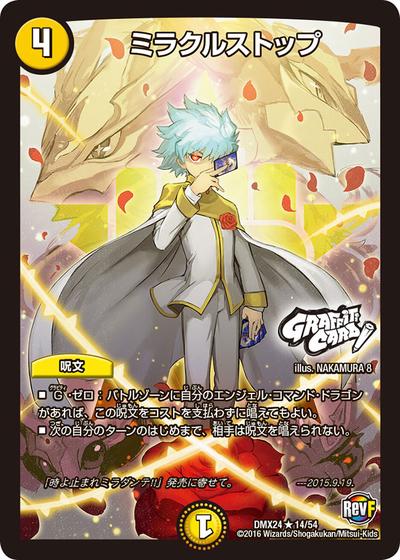 4
ミラクルストップ
GRAFFITI CARD!
illus. NAKAMURA 8
呪文
■G・ゼロ:バトルゾーンに自分のエンジェル・コマンド・ドラゴン
があれば、この呪文をコストを支払わずに唱えてもよい。
■次の自分のターンのはじめまで、相手は呪文を唱えられない。
「時よ止まれミラダンテ!!」発売に寄せて。 ―2015.9.19.
1
DMX24★14/54
©2016 Wizards/Shogakukan/Mitsui-Kids
RevF